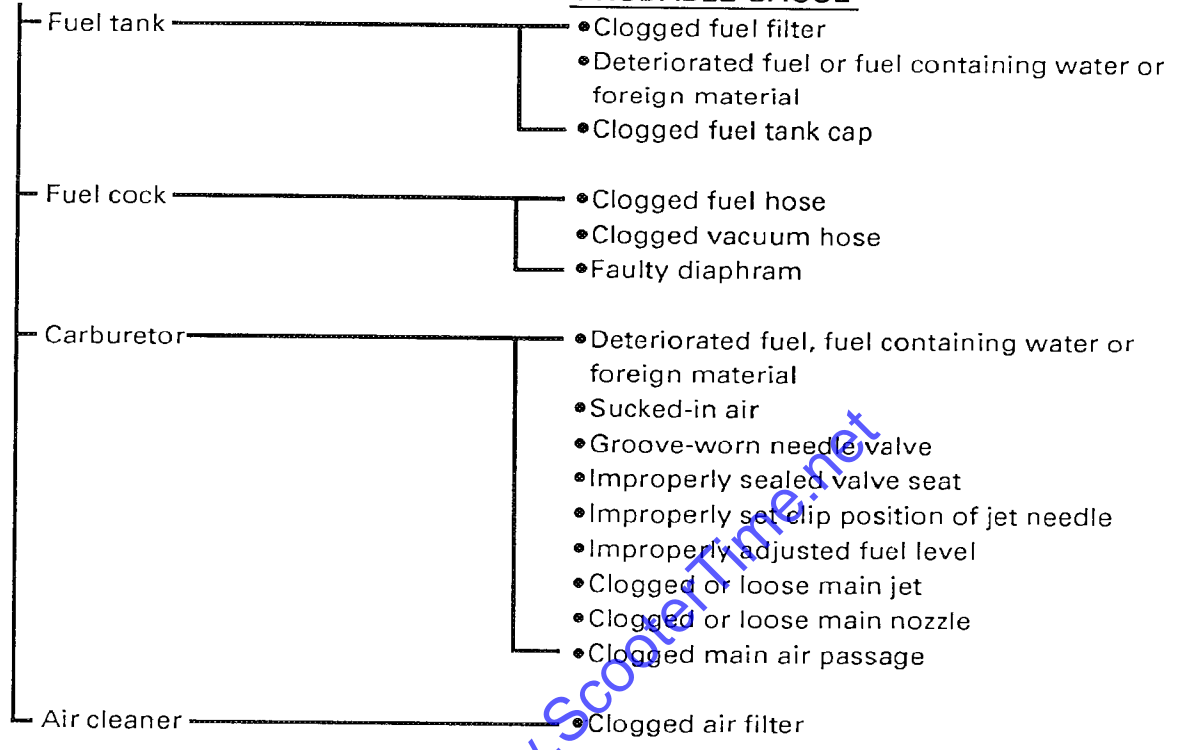 Fuel tank
•Clogged fuel filter
•Deteriorated fuel or fuel containing water or
foreign material
•Clogged fuel tank cap
Fuel cock
•Clogged fuel hose
•Clogged vacuum hose
•Faulty diaphram
Carburetor
•Deteriorated fuel, fuel containing water or
foreign material
•Sucked-in air
•Groove-worn needle valve
•Improperly sealed valve seat
•Improperly set clip position of jet needle
•Improperly adjusted fuel level
•Clogged or loose main jet
•Clogged or loose main nozzle
•Clogged main air passage
Air cleaner
•Clogged air filter
.ScooterTime.net